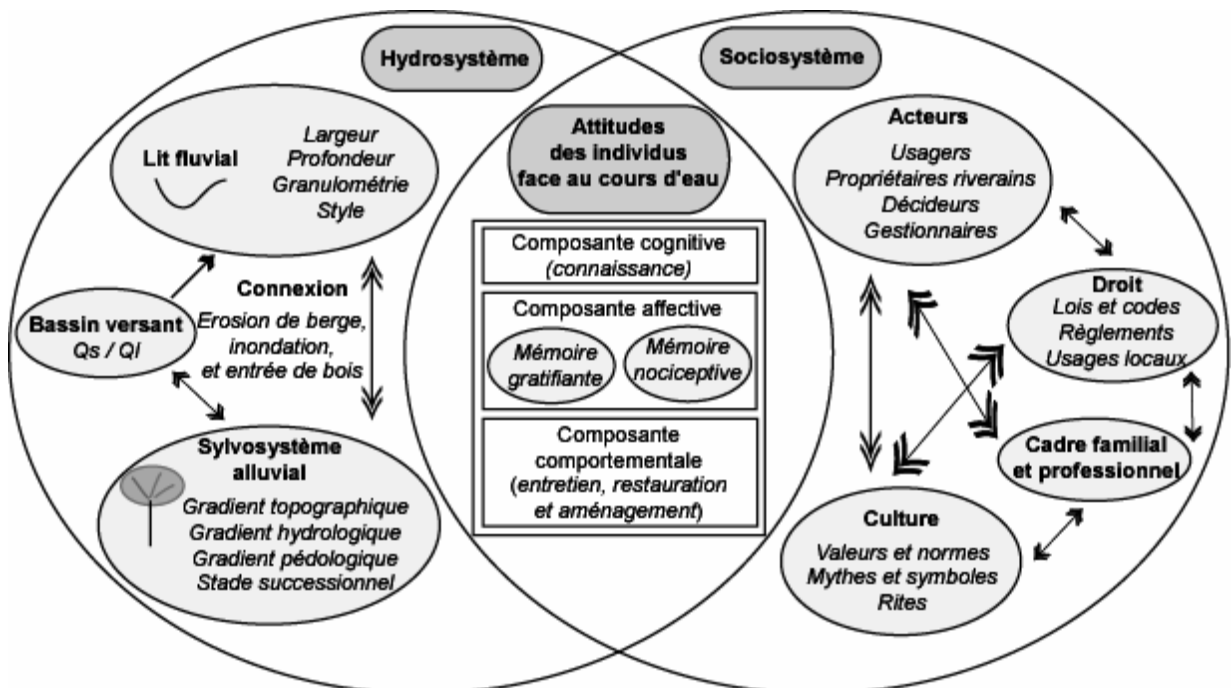 Hydrosystème
Sociosystème
Lit fluvial
Largeur
Profondeur
Granulométrie
Style
Bassin versant
Qs / Ql
Connexion
Erosion de berge,
inondation,
et entrée de bois
Sylvosystème
alluvial
Gradient topographique
Gradient hydrologique
Gradient pédologique
Stade successionnel
Attitudes
des individus
face au cours d'eau
Composante cognitive
(connaissance)
Composante affective
Mémoire
gratifiante
Mémoire
nociceptive
Composante
comportementale
(entretien, restauration
et aménagement)
Acteurs
Usagers
Propriétaires riverains
Décideurs
Gestionnaires
Droit
Lois et codes
Règlements
Usages locaux
Cadre familial
et professionnel
Culture
Valeurs et normes
Mythes et symboles
Rites